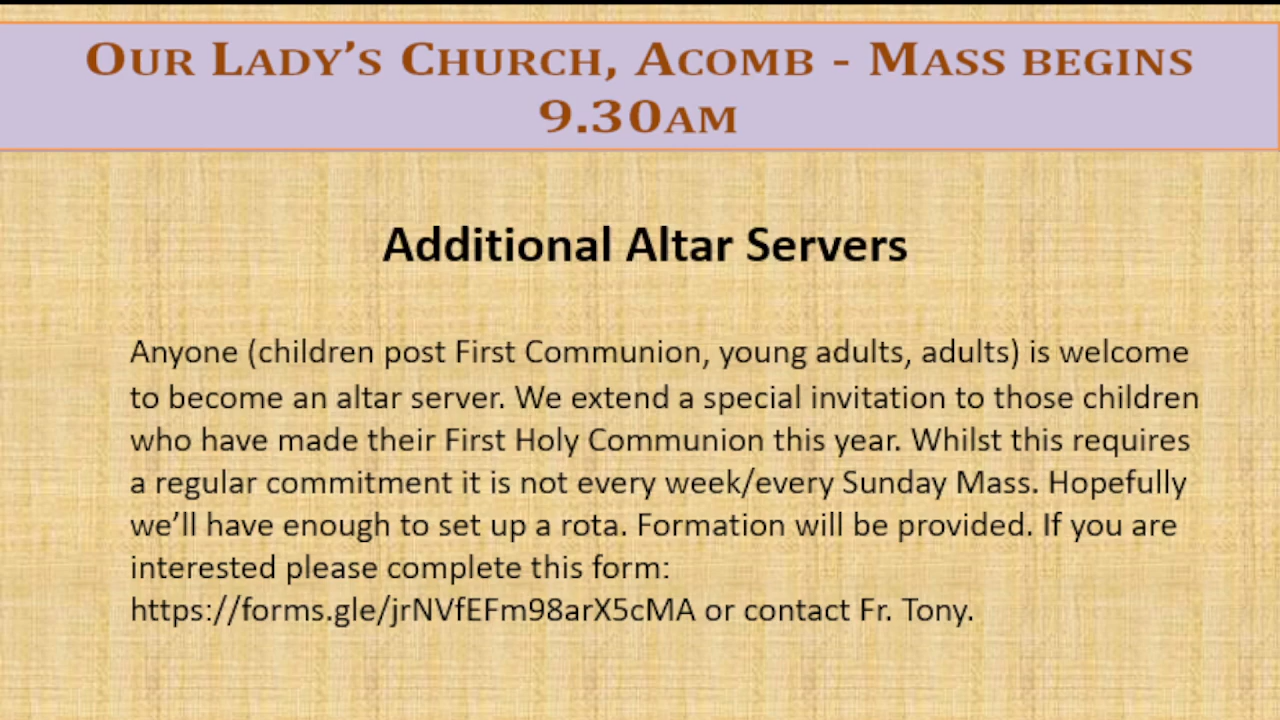 Our Lady’s Church, Acomb - Mass begins
9.30am
Additional Altar Servers
Anyone (children post First Communion, young adults, adults) is welcome
to become an altar server. We extend a special invitation to those children
who have made their First Holy Communion this year. Whilst this requires
a regular commitment it is not every week/every Sunday Mass. Hopefully
we’ll have enough to set up a rota. Formation will be provided. If you are
interested please complete this form:
https://forms.gle/jrNVfEFm98arX5cMA or contact Fr. Tony.